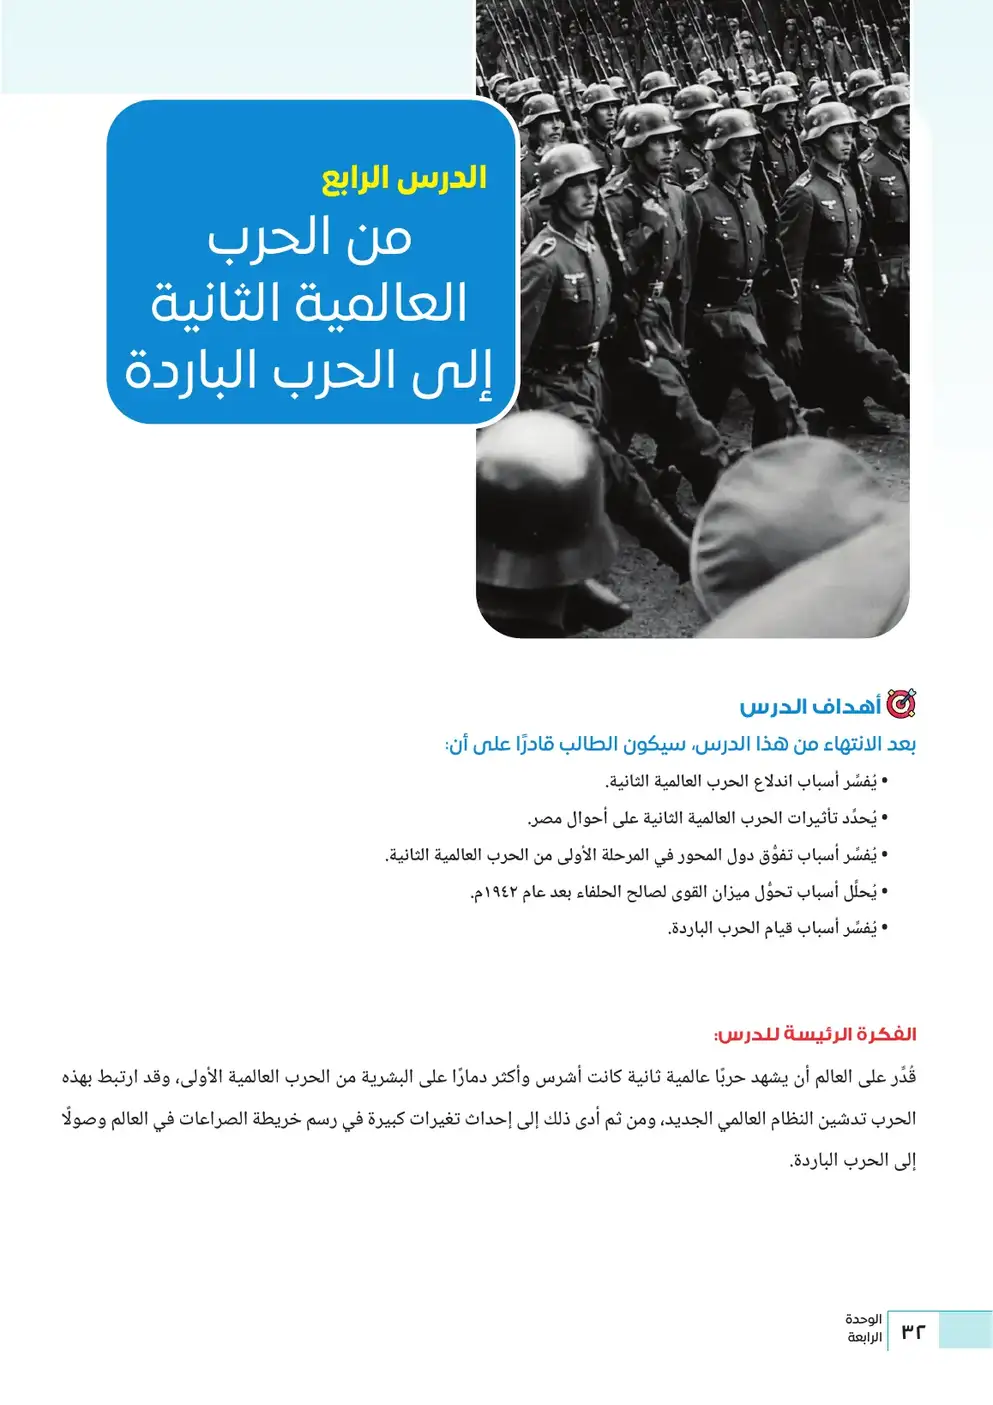 الدرس الرابع
من الحرب
العالمية الثانية
إلى الحرب الباردة
أهداف الدرس
بعد الانتهاء من هذا الدرس، سيكون الطالب قادرًا على أن:
• يُفسِّر أسباب اندلاع الحرب العالمية الثانية.
• يُحدِّد تأثيرات الحرب العالمية الثانية على أحوال مصر.
• يُفسِّر أسباب تفوُّق دول المحور في المرحلة الأولى من الحرب العالمية الثانية.
• يُحلِّل أسباب تحوُّل ميزان القوى لصالح الحلفاء بعد عام ١٩٤٢م.
• يُفسِّر أسباب قيام الحرب الباردة.
الفكرة الرئيسة للدرس:
قُدَّر على العالم أن يشهد حربًا عالمية ثانية كانت أشرس وأكثر دمارًا على البشرية من الحرب العالمية الأولى، وقد ارتبط بهذه
الحرب تدشين النظام العالمي الجديد، ومن ثم أدى ذلك إلى إحداث تغيرات كبيرة في رسم خريطة الصراعات في العالم وصولًا
إلى الحرب الباردة.
٣٢
الوحدة
الرابعة